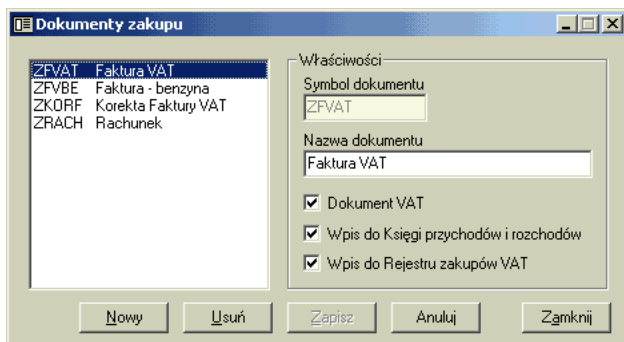 Dokumenty zakupu
ZFVAT Faktura VAT
ZFVBE Faktura - benzyna
ZKORF Korekta Faktury VAT
ZRACH Rachunek
Właściwości
Symbol dokumentu
ZFVAT
Nazwa dokumentu
Faktura VAT
Dokument VAT
Wpis do Księgi przychodów i rozchodów
Wpis do Rejestru zakupów VAT
Nowy Usuń Zapisz Anuluj Zamknij